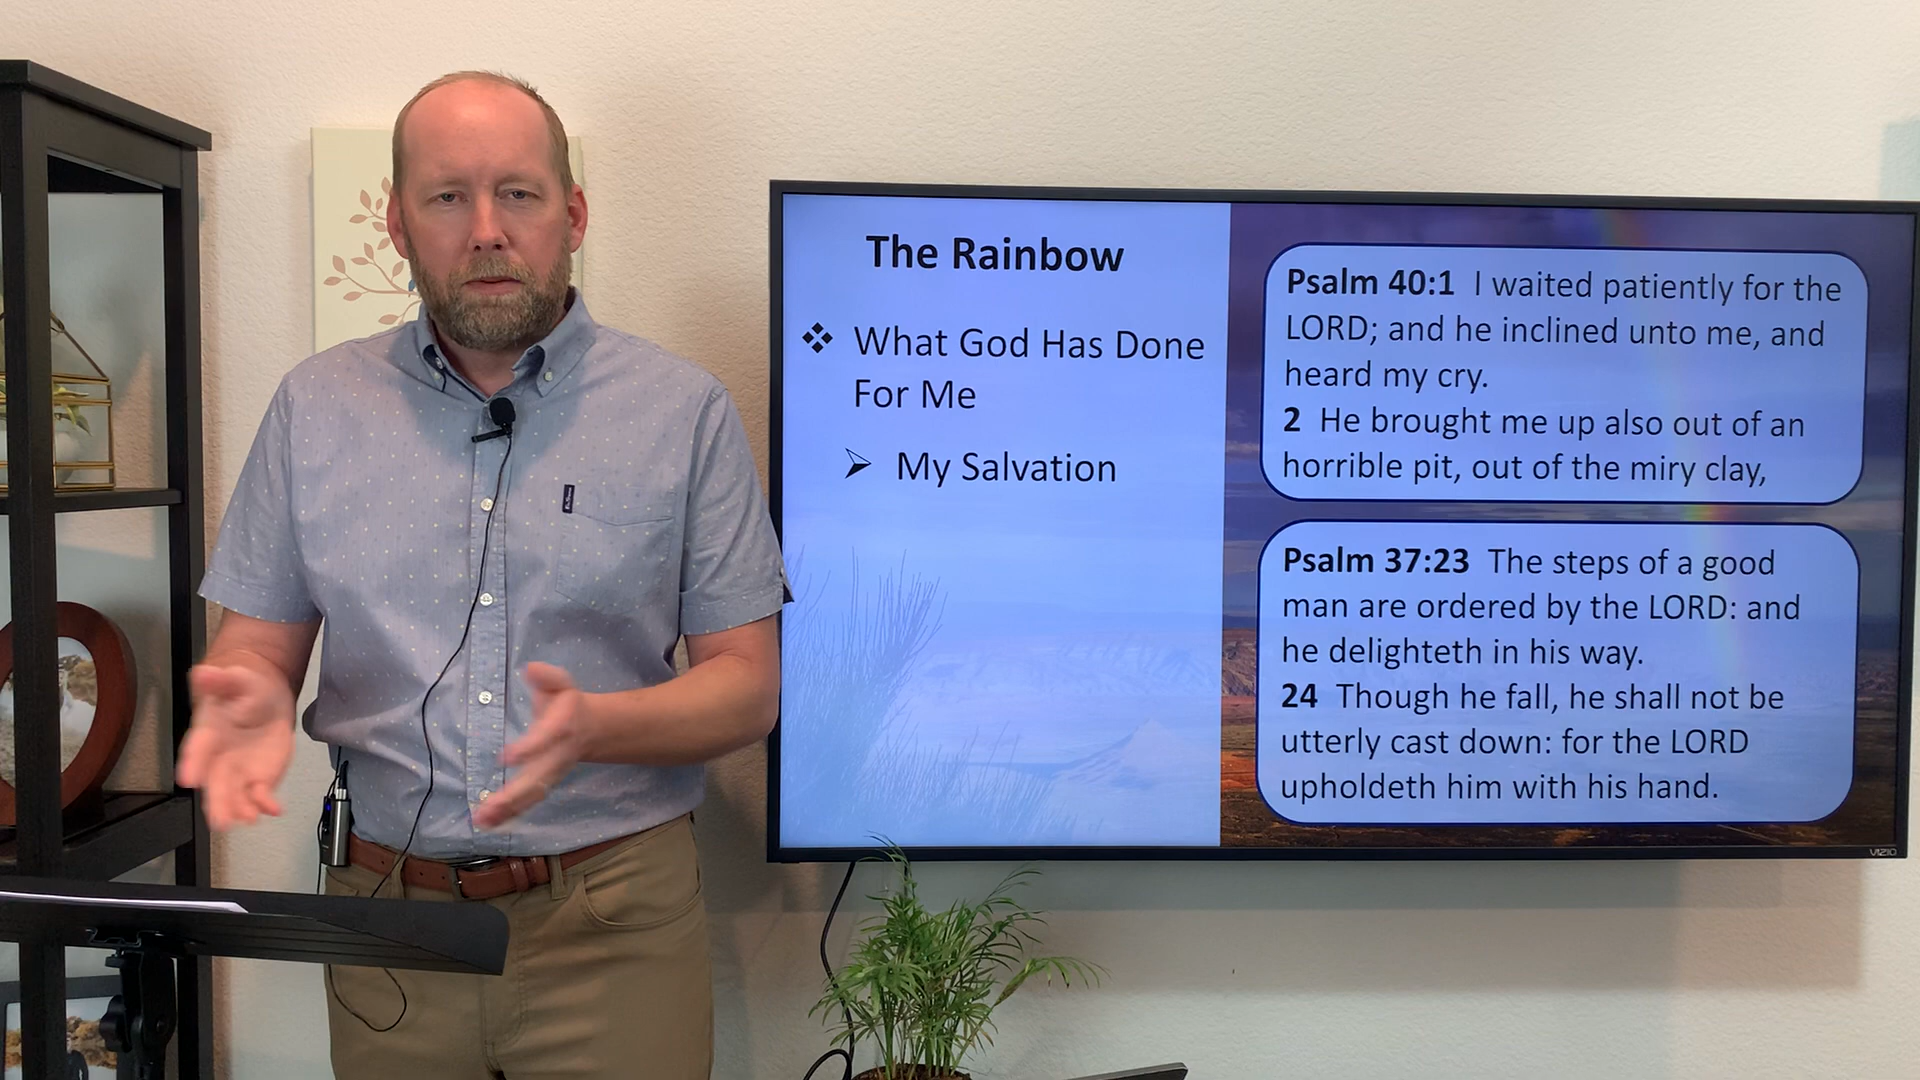 The Rainbow
What God Has Done
For Me
My Salvation
Psalm 40:1 I waited patiently for the
LORD; and he inclined unto me, and
heard my cry.
2 He brought me up also out of an
horrible pit, out of the miry clay,
Psalm 37:23 The steps of a good
man are ordered by the LORD: and
he delighteth in his way.
24 Though he fall, he shall not be
utterly cast down: for the LORD
upholdeth him with his hand.
VIZIO